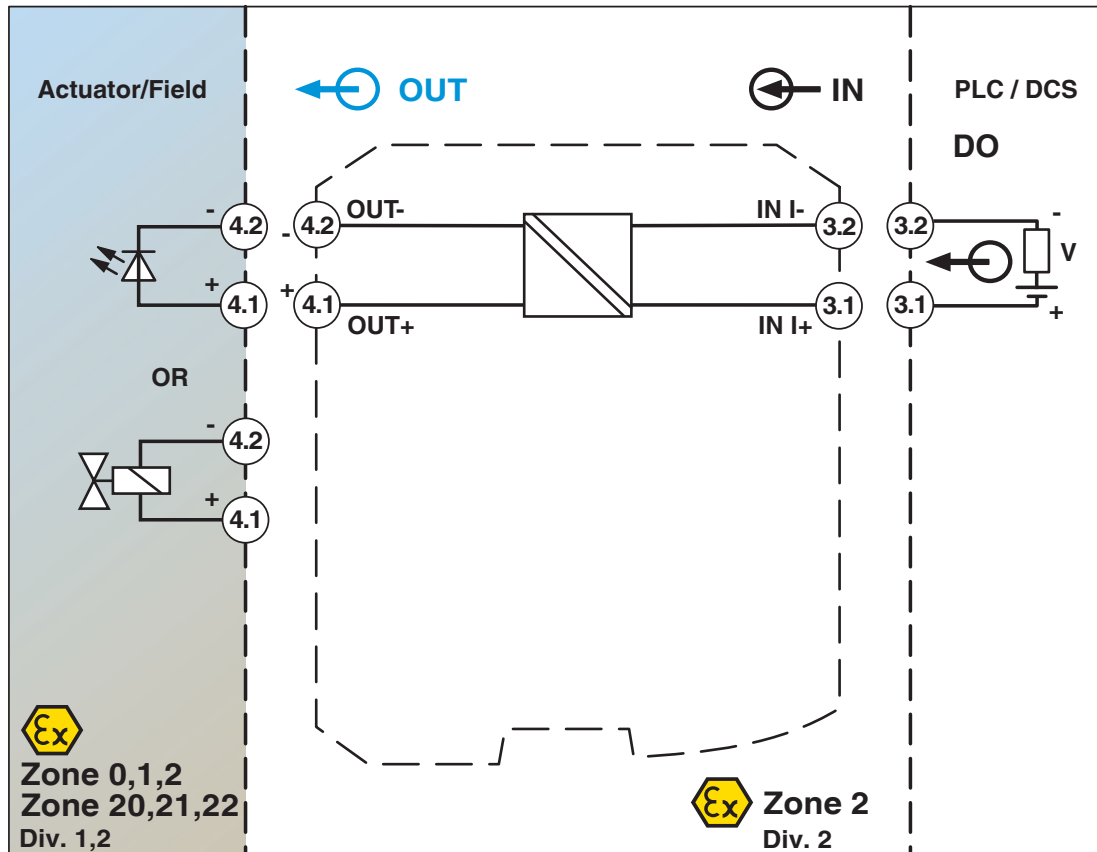 Actuator/Field
OUT
IN
PLC / DCS
DO
-
4.2
-
4.2
OUT-
IN I-
3.2
3.2
-
V
+
4.1
+
4.1
OUT+
IN I+
3.1
3.1
+
OR
-
4.2
+
4.1
Ex
Zone 0,1,2
Zone 20,21,22
Div. 1,2
Ex
Zone 2
Div. 2